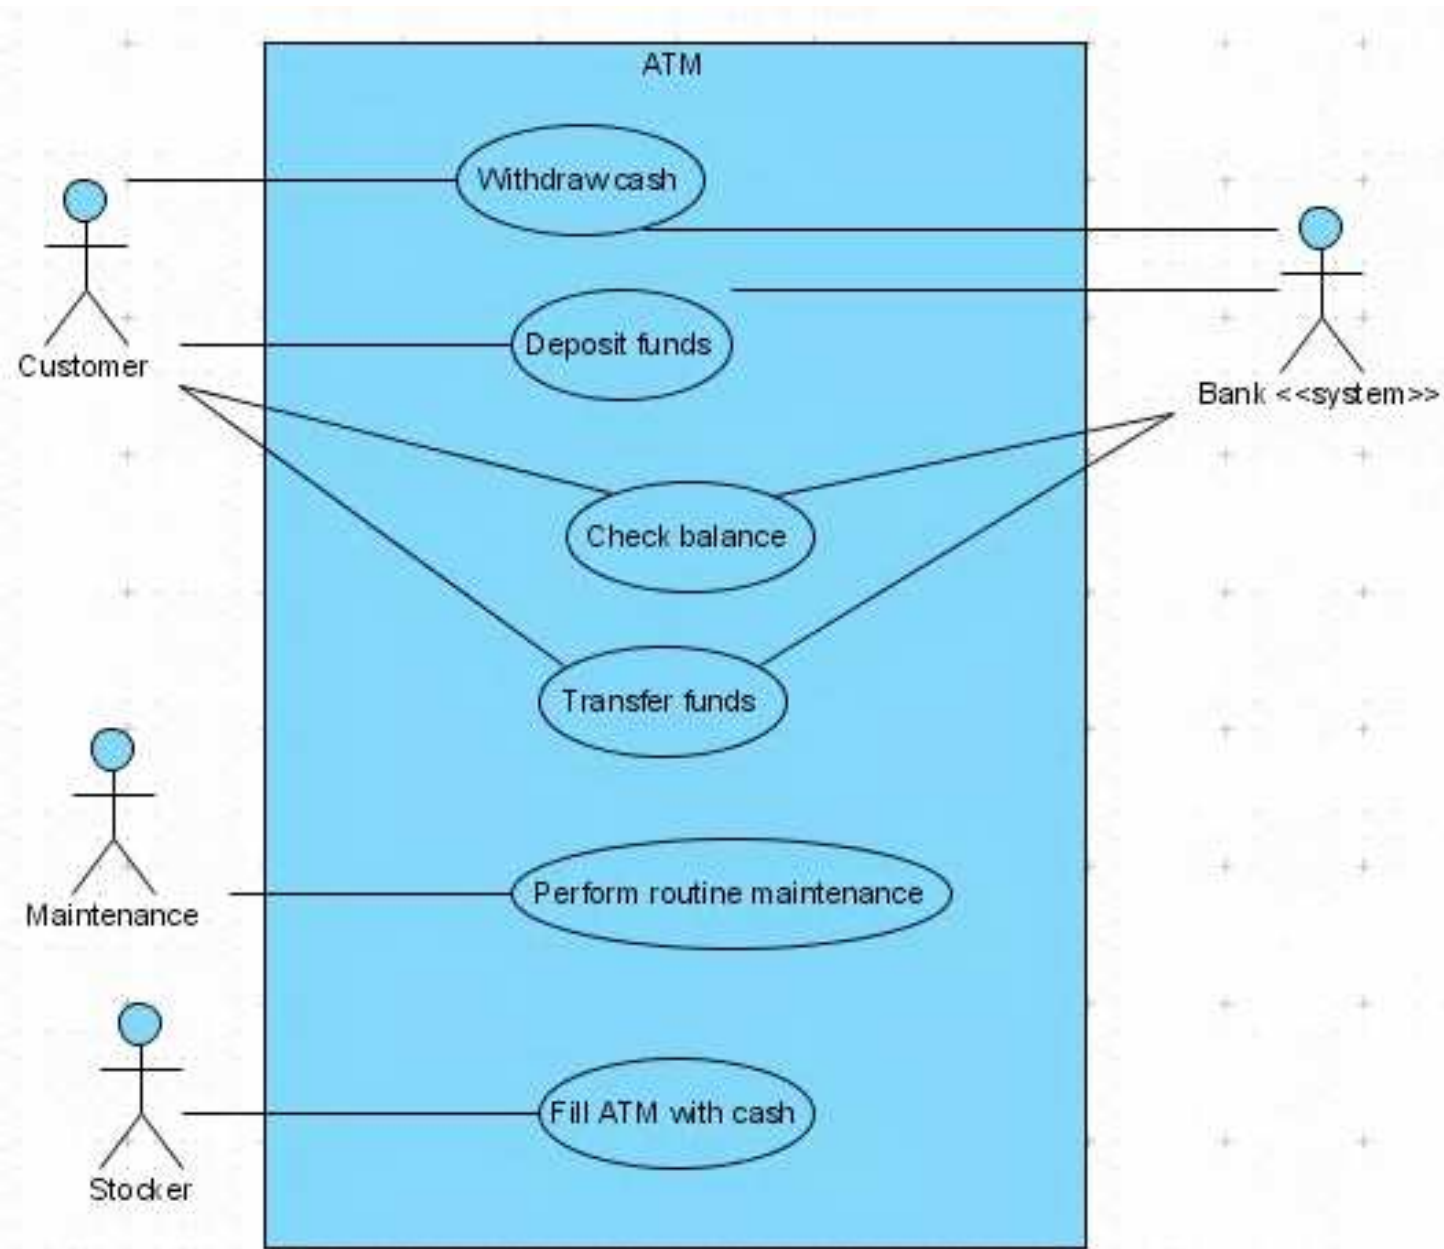 ATM
Withdraw cash
Customer
Deposit funds
Bank <<system>>
Check balance
Transfer funds
Maintenance
Perform routine maintenance
Fill ATM with cash
Stocker